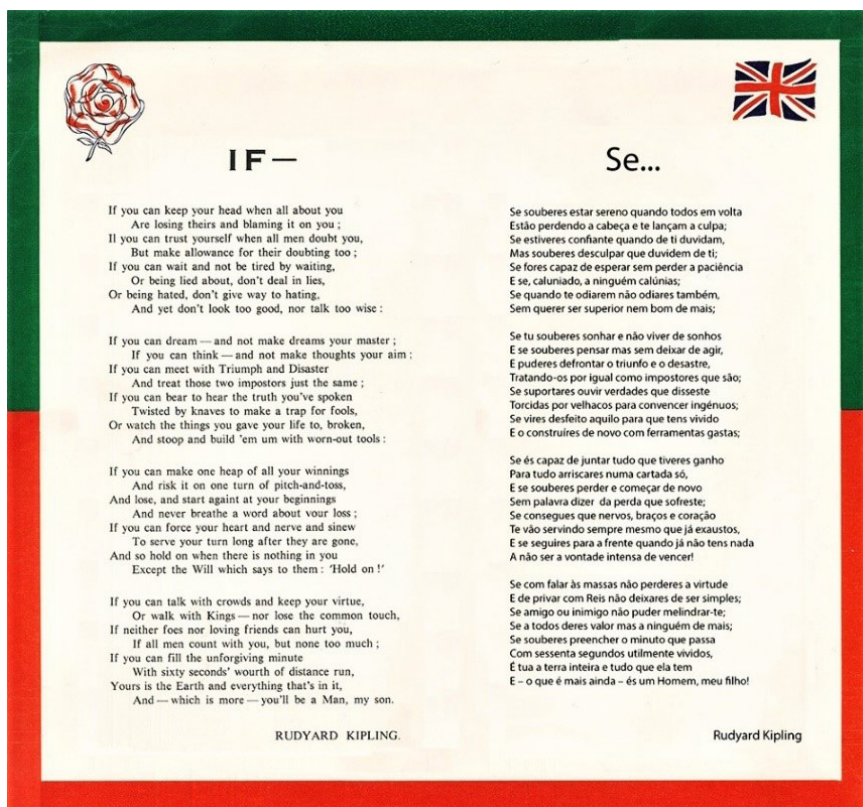 IF—
If you can keep your head when all about you
Are losing theirs and blaming it on you ;
Il you can trust yourself when all men doubt you,
But make allowance for their doubting too ;
If you can wait and not be tired by waiting,
Or being lied about, don't deal in lies,
Or being hated, don't give way to hating,
And yet don't look too good, nor talk too wise :
If you can dream — and not make dreams your master ;
If you can think — and not make thoughts your aim :
If you can meet with Triumph and Disaster
And treat those two impostors just the same ;
If you can bear to hear the truth you've spoken
Twisted by knaves to make a trap for fools,
Or watch the things you gave your life to, broken,
And stoop and build 'em um with worn-out tools :
If you can make one heap of all your winnings
And risk it on one turn of pitch-and-toss,
And lose, and start againt at your beginnings
And never breathe a word about vour loss ;
If you can force your heart and nerve and sinew
To serve your turn long after they are gone,
And so hold on when there is nothing in you
Except the Will which says to them : 'Hold on !'
If you can talk with crowds and keep your virtue,
Or walk with Kings — nor lose the common touch,
If neither foes nor loving friends can hurt you,
If all men count with you, but none too much ;
If you can fill the unforgiving minute
With sixty seconds' wourth of distance run,
Yours is the Earth and everything that's in it,
And — which is more — you'll be a Man, my son.
RUDYARD KIPLING.
Se...
Se souberes estar sereno quando todos em volta
Estão perdendo a cabeça e te lançam a culpa;
Se estiveres confiante quando de ti duvidam,
Mas souberes desculpar que duvidem de ti;
Se fores capaz de esperar sem perder a paciência
E se, caluniado, a ninguém calúnias;
Se quando te odiarem não odiares também,
Sem querer ser superior nem bom de mais;
Se tu souberes sonhar e não viver de sonhos
E se souberes pensar mas sem deixar de agir,
E puderes defrontar o triunfo e o desastre,
Tratando-os por igual como impostores que são;
Se suportares ouvir verdades que disseste
Torcidas por velhacos para convencer ingénuos;
Se vires desfeito aquilo para que tens vivido
E o construíres de novo com ferramentas gastas;
Se és capaz de juntar tudo que tiveres ganho
Para tudo arriscares numa cartada só,
E se souberes perder e começar de novo
Sem palavra dizer da perda que sofreste;
Se consegues que nervos, braços e coração
Te vão servindo sempre mesmo que já exaustos,
E se seguires para a frente quando já não tens nada
A não ser a vontade intensa de vencer!
Se com falar às massas não perderes a virtude
E de privar com Reis não deixares de ser simples;
Se amigo ou inimigo não puder melindrar-te;
Se a todos deres valor mas a ninguém de mais;
Se souberes preencher o minuto que passa
Com sessenta segundos utilmente vividos,
É tua a terra inteira e tudo que ela tem
E – o que é mais ainda – és um Homem, meu filho!
Rudyard Kipling